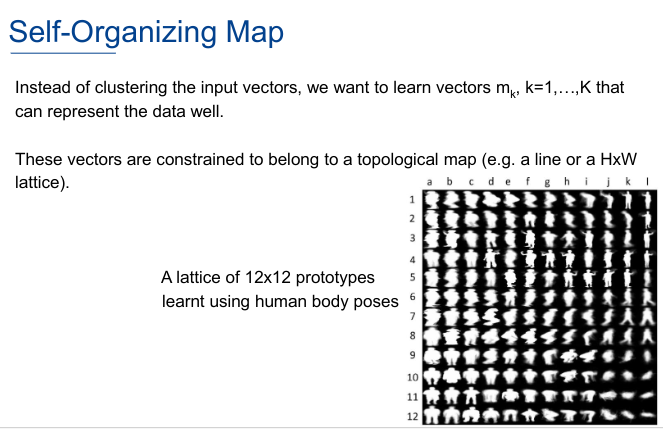 Self-Organizing Map
Instead of clustering the input vectors, we want to learn vectors mk, k=1,…,K that
can represent the data well.
These vectors are constrained to belong to a topological map (e.g. a line or a HxW
lattice).
a b c d e f g h i j k l
1
2
3
4
A lattice of 12x12 prototypes
5
learnt using human body poses
6
7
8
9
10
11
12